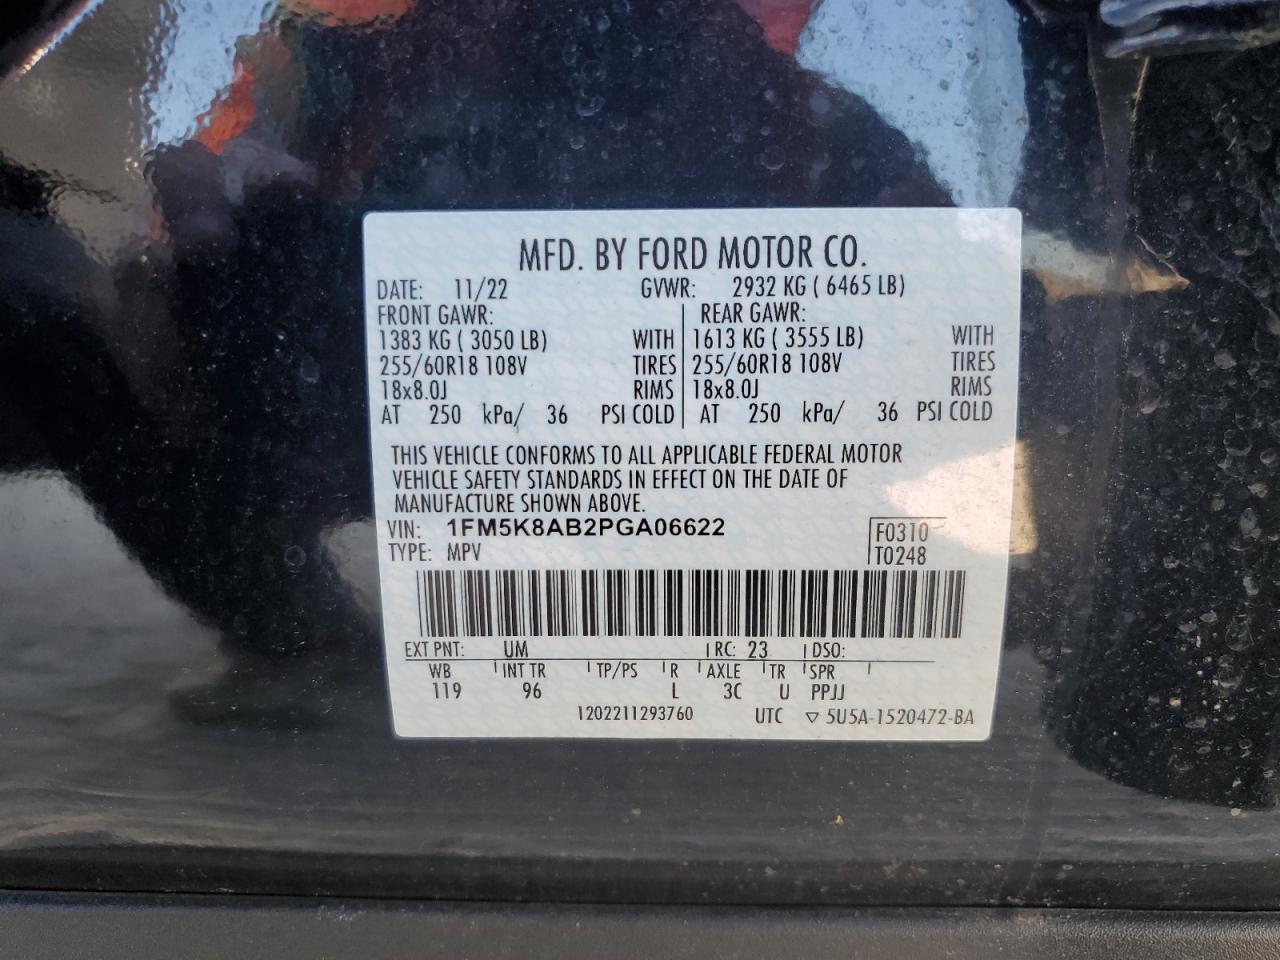 MFD. BY FORD MOTOR CO.
DATE: 11/22 GVWR: 2932 KG ( 6465 LB)
FRONT GAWR: REAR GAWR:
1383 KG ( 3050 LB) WITH 1613 KG ( 3555 LB) WITH
255/60R18 108V TIRES 255/60R18 108V TIRES
18x8.0J RIMS 18x8.0J RIMS
AT 250 kPa/ 36 PSI COLD AT 250 kPa/ 36 PSI COLD
THIS VEHICLE CONFORMS TO ALL APPLICABLE FEDERAL MOTOR
VEHICLE SAFETY STANDARDS IN EFFECT ON THE DATE OF
MANUFACTURE SHOWN ABOVE.
VIN: 1FM5K8AB2PGA06622 F0310
TYPE: MPV T0248
EXT PNT: UM RC: 23 DSO:
WB INT TR TP/PS R AXLE TR SPR
119 96 L 3C U PPJJ
1202211293760 UTC ▽ 5U5A-1520472-BA